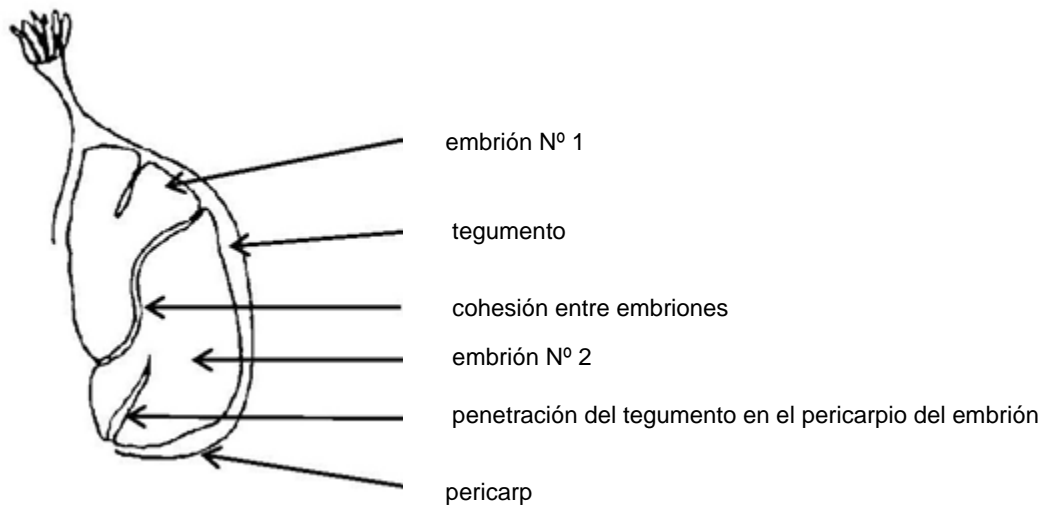 embrión Nº 1
tegumento
cohesión entre embriones
embrión Nº 2
penetración del tegumento en el pericarpio del embrión
pericarp